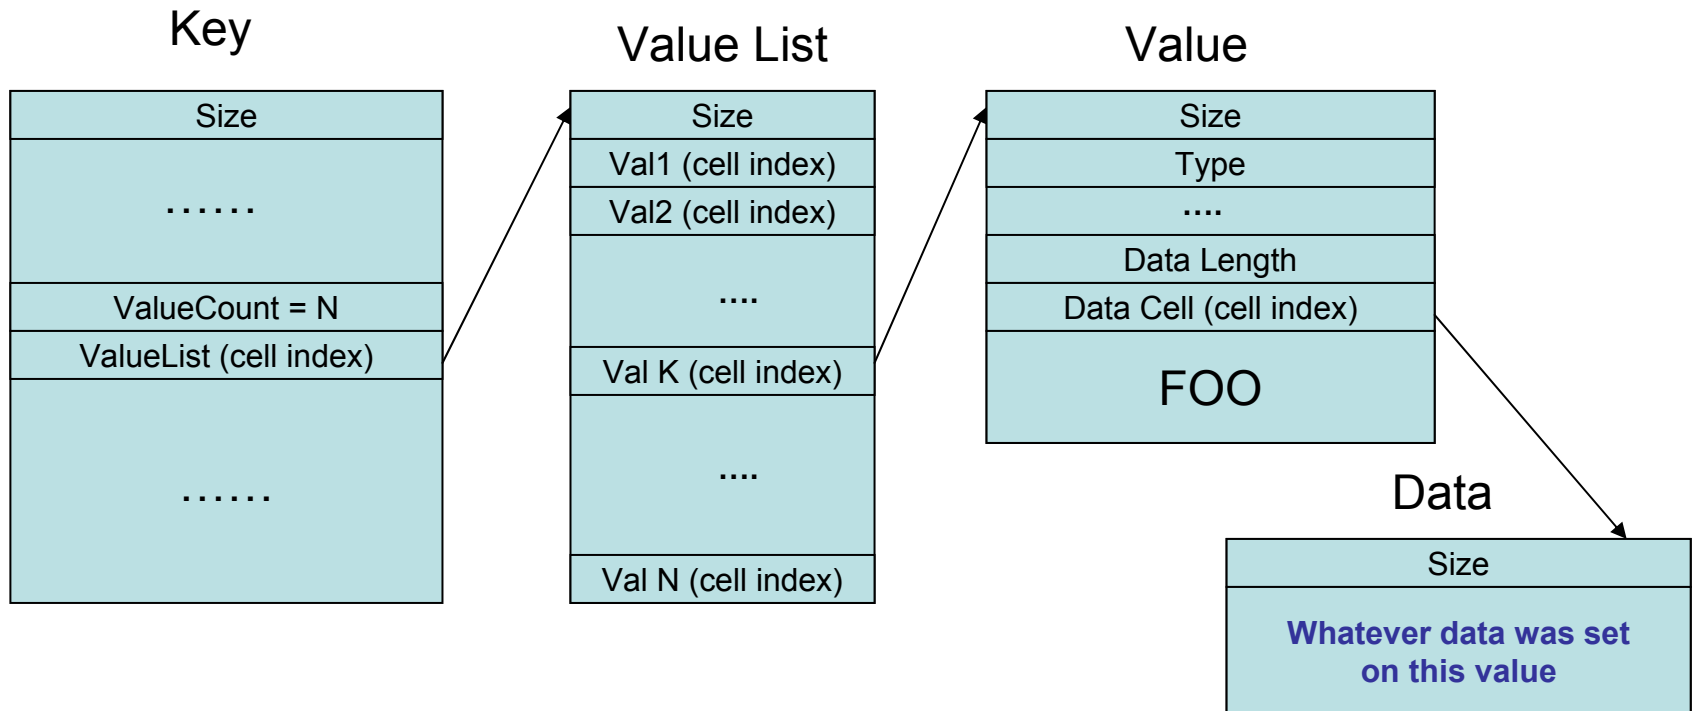 Key
Size
......
ValueCount = N
ValueList (cell index)
......
Value List
Size
Val1 (cell index)
Val2 (cell index)
....
Val K (cell index)
....
Val N (cell index)
Value
Size
Type
....
Data Length
Data Cell (cell index)
FOO
Data
Size
Whatever data was set
on this value